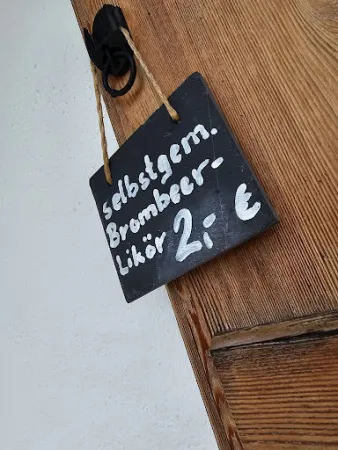 selbstgem.
Brombeer-
Likör 2,- €